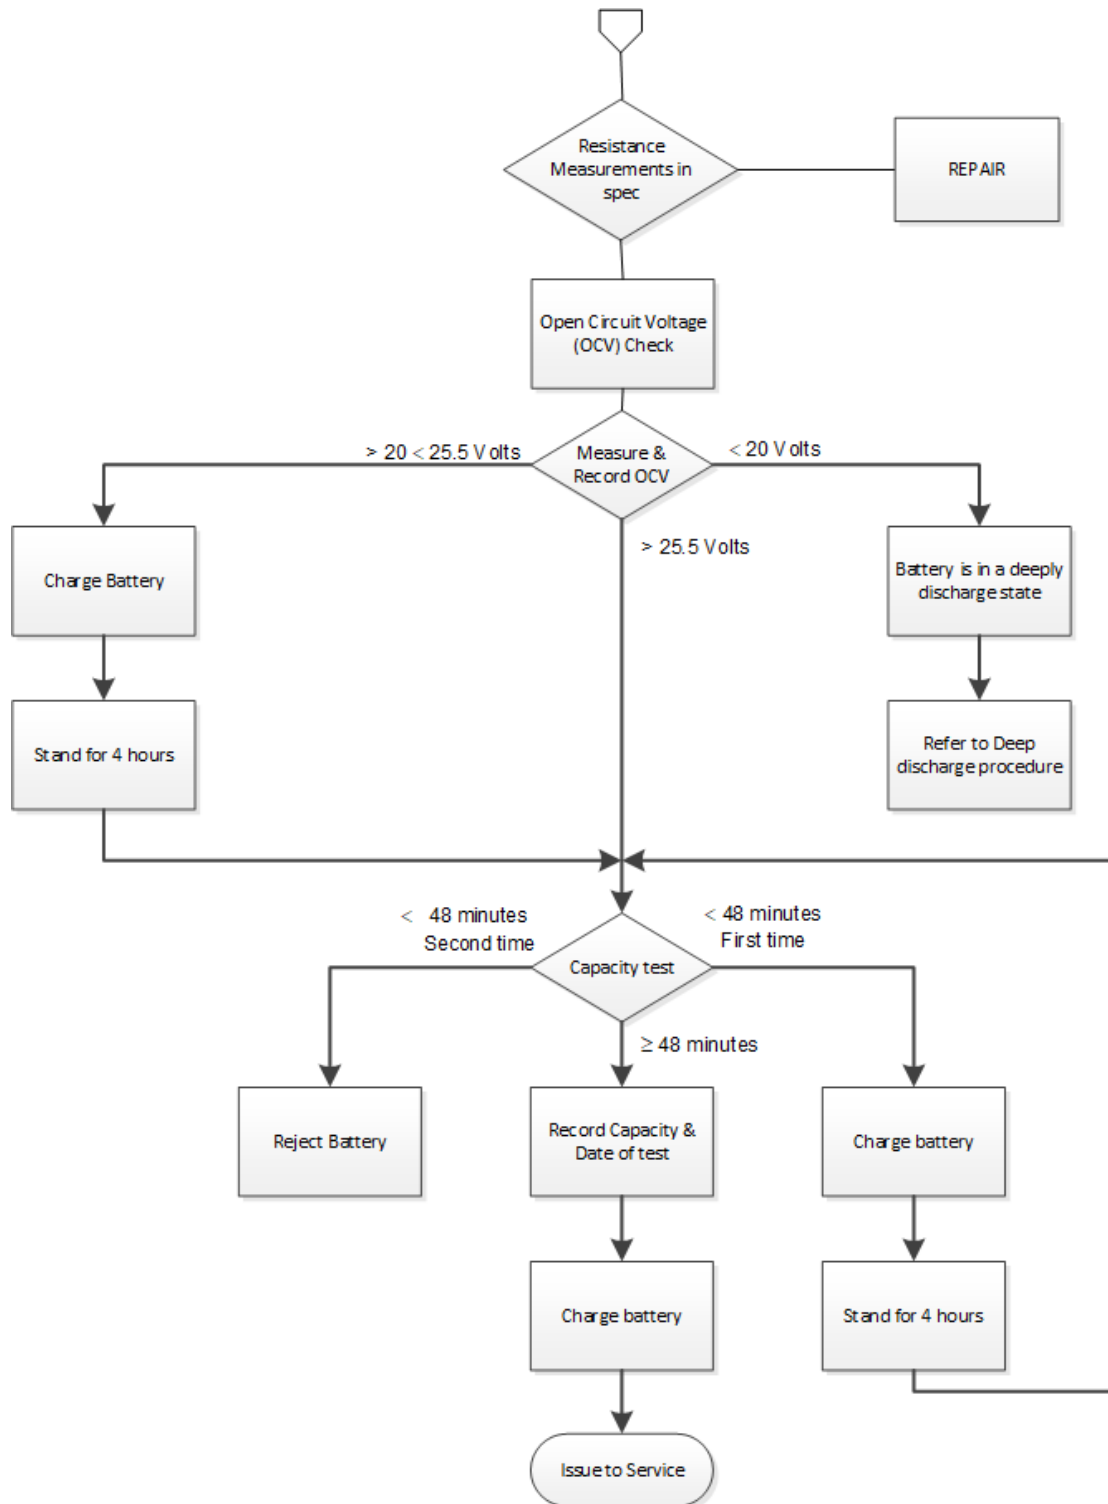 Resistance
Measurements in
spec
REPAIR
Open Circuit Voltage
(OCV) Check
> 20 < 25.5 Volts
Measure &
Record OCV
< 20 Volts
> 25.5 Volts
Charge Battery
Battery is in a deeply
discharge state
Stand for 4 hours
Refer to Deep
discharge procedure
< 48 minutes
Second time
< 48 minutes
First time
Capacity test
≥ 48 minutes
Reject Battery
Record Capacity &
Date of test
Charge battery
Charge battery
Stand for 4 hours
Issue to Service